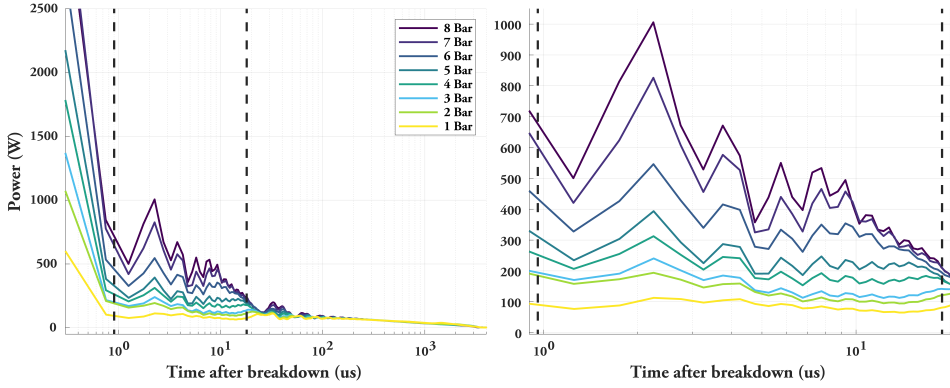 2500
2000
1500
1000
500
0
Power (W)
10^0
10^1
10^2
10^3
Time after breakdown (us)
8 Bar
7 Bar
6 Bar
5 Bar
4 Bar
3 Bar
2 Bar
1 Bar
1000
900
800
700
600
500
400
300
200
100
0
10^0
10^1
Time after breakdown (us)